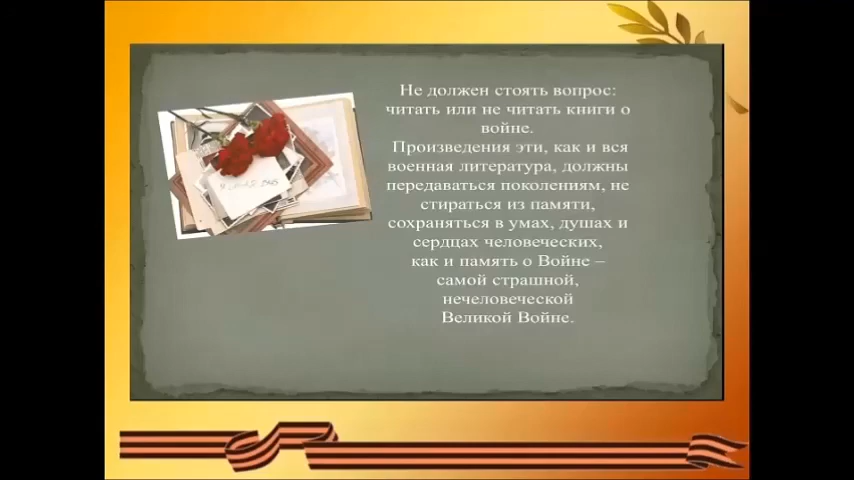 Не должен стоять вопрос:
читать или не читать книги о
войне.
Произведения эти, как и вся
военная литература, должны
передаваться поколениям, не
стираться из памяти,
сохраняться в умах, душах и
сердцах человеческих,
как и память о Войне –
самой страшной,
нечеловеческой
Великой Войне.
1945